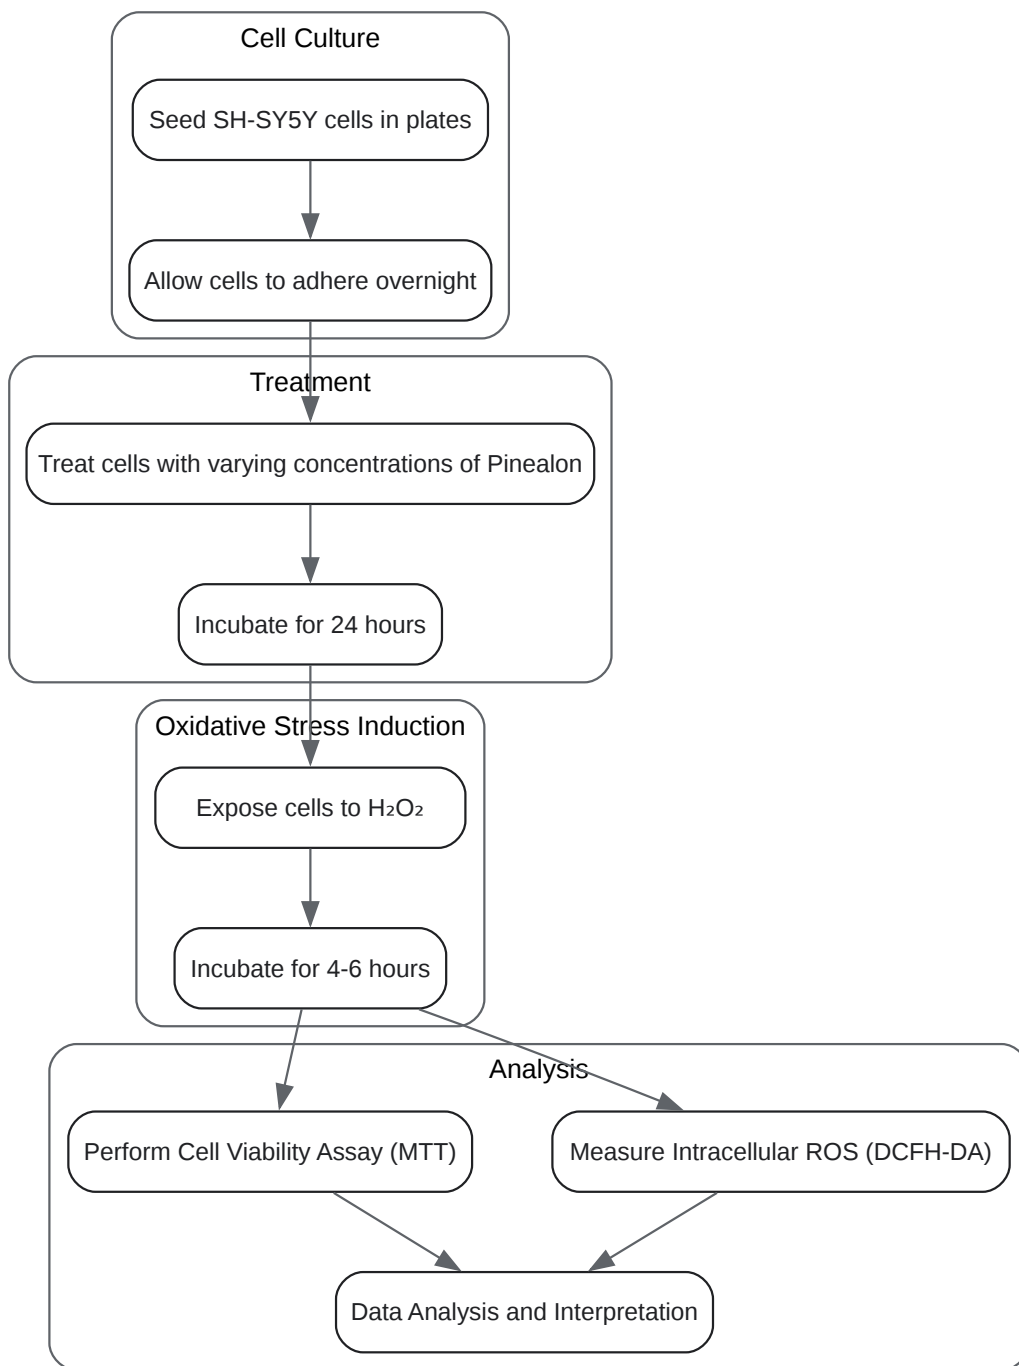 Cell Culture
Seed SH-SY5Y cells in plates
Allow cells to adhere overnight
Treatment
Treat cells with varying concentrations of Pinealon
Incubate for 24 hours
Oxidative Stress Induction
Expose cells to H₂O₂
Incubate for 4-6 hours
Analysis
Perform Cell Viability Assay (MTT)
Measure Intracellular ROS (DCFH-DA)
Data Analysis and Interpretation